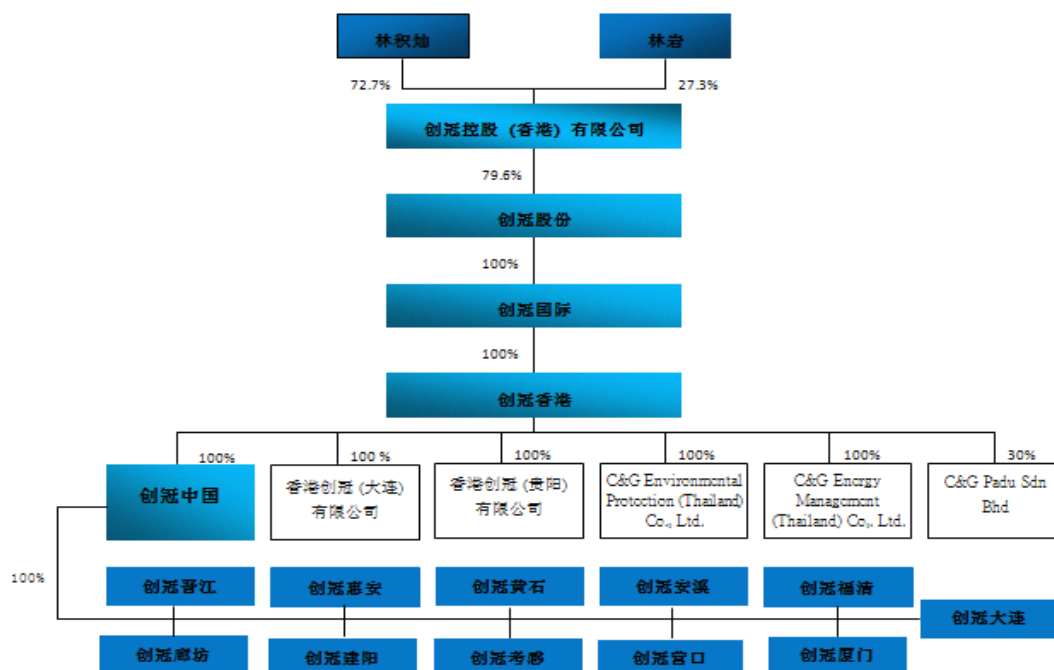 林积灿
林岩
72.7%
27.3%
创冠控股 (香港) 有限公司
79.6%
创冠股份
100%
创冠国际
100%
创冠香港
100%
100 %
100%
100%
100%
30%
创冠中国
香港创冠 (大连)
有限公司
香港创冠 (贵阳)
有限公司
C&G Environmental
Protection (Thailand)
Co., Ltd.
C&G Energy
Management
(Thailand) Co., Ltd.
C&G Padu Sdn
Bhd
100%
创冠晋江
创冠惠安
创冠黄石
创冠安溪
创冠福清
创冠大连
创冠廊坊
创冠建阳
创冠孝感
创冠营口
创冠厦门